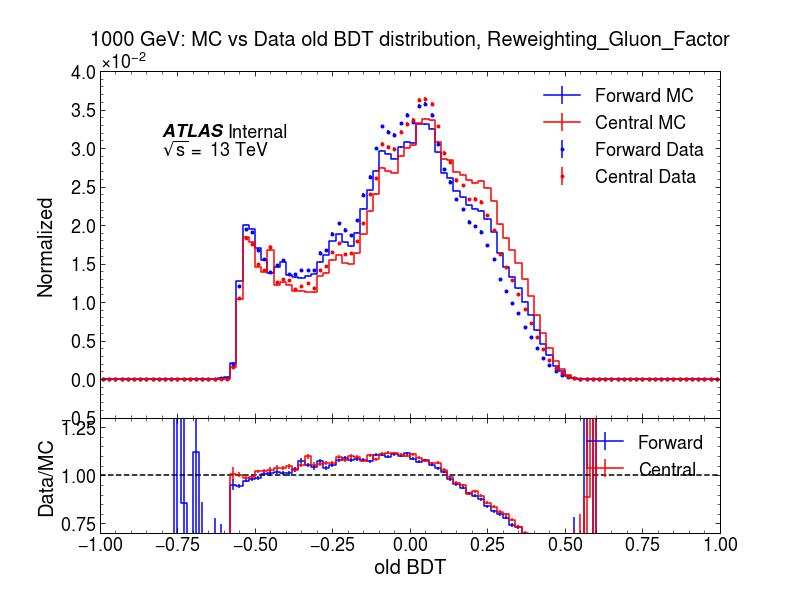 1000 GeV: MC vs Data old BDT distribution, Reweighting_Gluon_Factor
×10⁻²
4.0
3.5
3.0
2.5
2.0
1.5
1.0
0.5
0.0
0.5
Normalized
ATLAS Internal
√s = 13 TeV
Forward MC
Central MC
Forward Data
Central Data
1.25
1.00
0.75
Data/MC
Forward
Central
−1.00 −0.75 −0.50 −0.25 0.00 0.25 0.50 0.75 1.00
old BDT